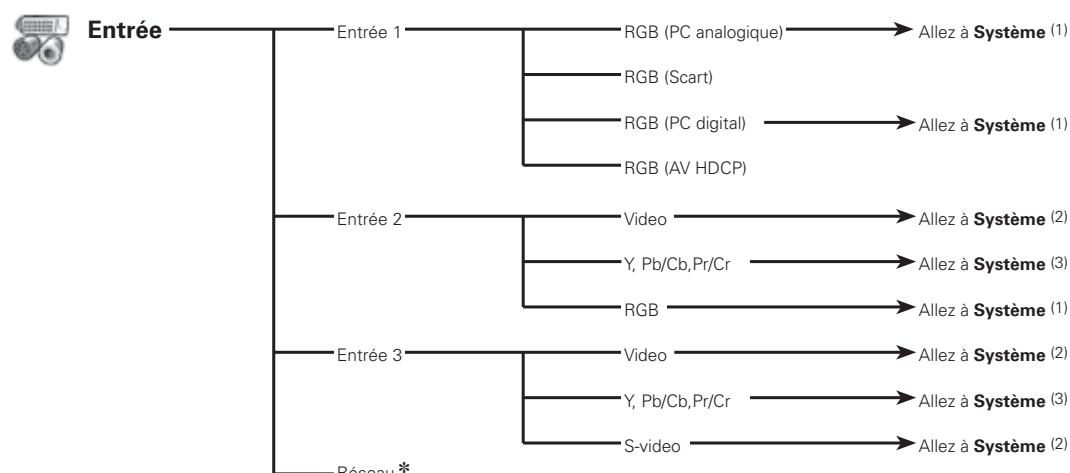 Entrée Entrée 1 RGB (PC analogique) Allez à Système (1)
RGB (Scart)
RGB (PC digital) Allez à Système (1)
RGB (AV HDCP)
Entrée 2 Video Allez à Système (2)
Y, Pb/Cb,Pr/Cr Allez à Système (3)
RGB Allez à Système (1)
Entrée 3 Video Allez à Système (2)
Y, Pb/Cb,Pr/Cr Allez à Système (3)
S-video Allez à Système (2)
Réseau *